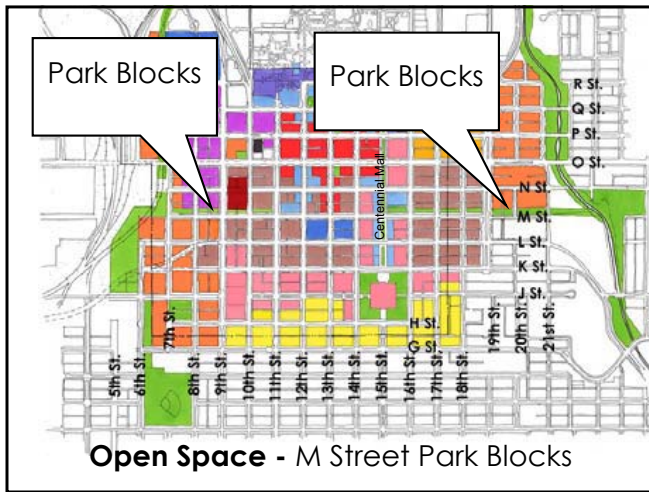 Park Blocks
Park Blocks
R St.
Q St.
P St.
O St.
N St.
M St.
L St.
K St.
J St.
H St.
G St.
Centennial Mall
5th St.
6th St.
7th St.
8th St.
9th St.
10th St.
11th St.
12th St.
13th St.
14th St.
15th St.
16th St.
17th St.
18th St.
19th St.
20th St.
21st St.
Open Space - M Street Park Blocks